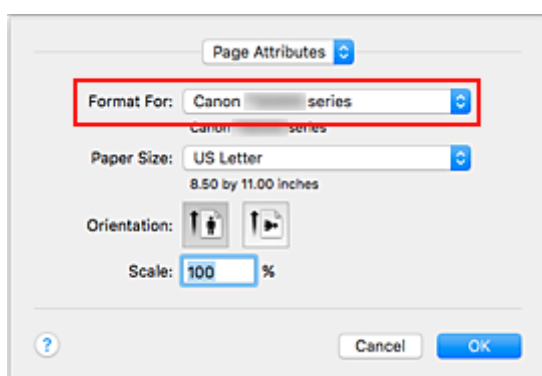 Page Attributes
Format For: Canon series
Canon series
Paper Size: US Letter
8.50 by 11.00 inches
Orientation:
Scale: 100 %
? Cancel OK